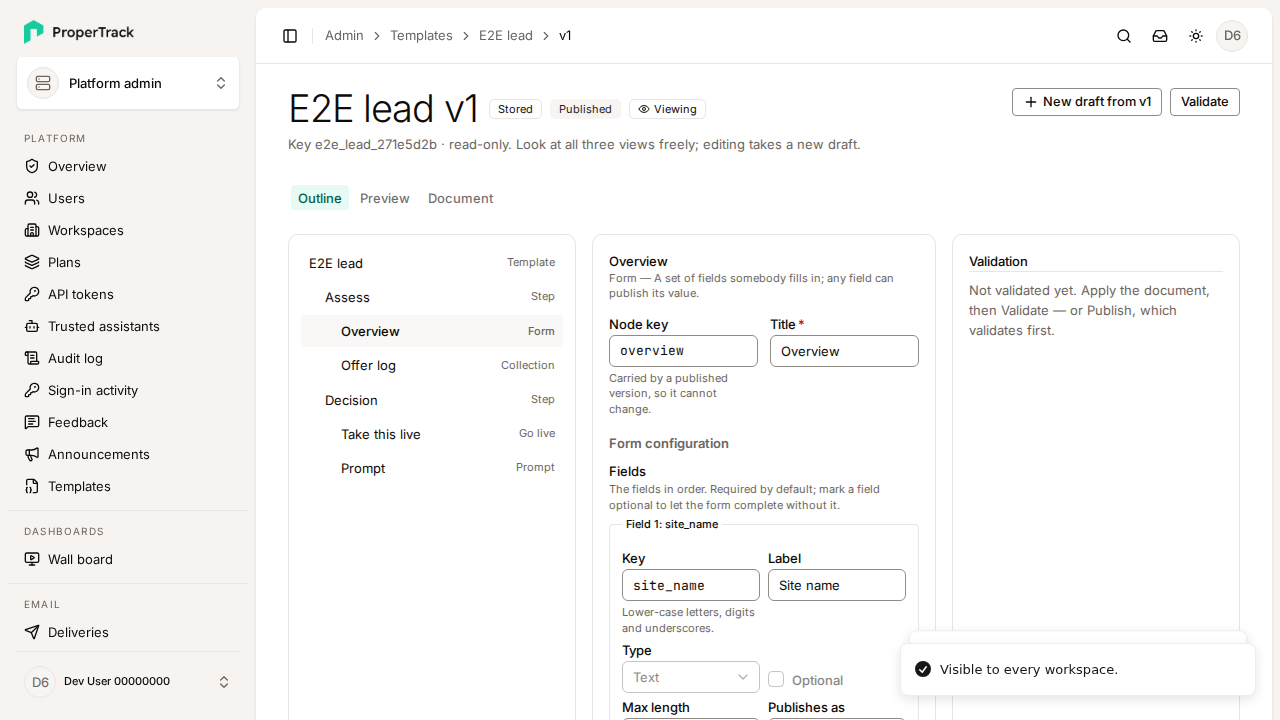 ProperTrack
Platform admin
PLATFORM
Overview
Users
Workspaces
Plans
API tokens
Trusted assistants
Audit log
Sign-in activity
Feedback
Announcements
Templates
DASHBOARDS
Wall board
EMAIL
Deliveries
D6 Dev User 00000000
Admin > Templates > E2E lead > v1
D6
E2E lead v1 Stored Published Viewing
New draft from v1 Validate
Key e2e_lead_271e5d2b · read-only. Look at all three views freely; editing takes a new draft.
Outline Preview Document
E2E lead Template
Assess Step
Overview Form
Offer log Collection
Decision Step
Take this live Go live
Prompt Prompt
Overview
Form — A set of fields somebody fills in; any field can
publish its value.
Node key Title *
overview Overview
Carried by a published
version, so it cannot
change.
Form configuration
Fields
The fields in order. Required by default; mark a field
optional to let the form complete without it.
Field 1: site_name
Key Label
site_name Site name
Lower-case letters, digits
and underscores.
Type
Text Optional
Max length Publishes as
Validation
Not validated yet. Apply the document,
then Validate — or Publish, which
validates first.
Visible to every workspace.